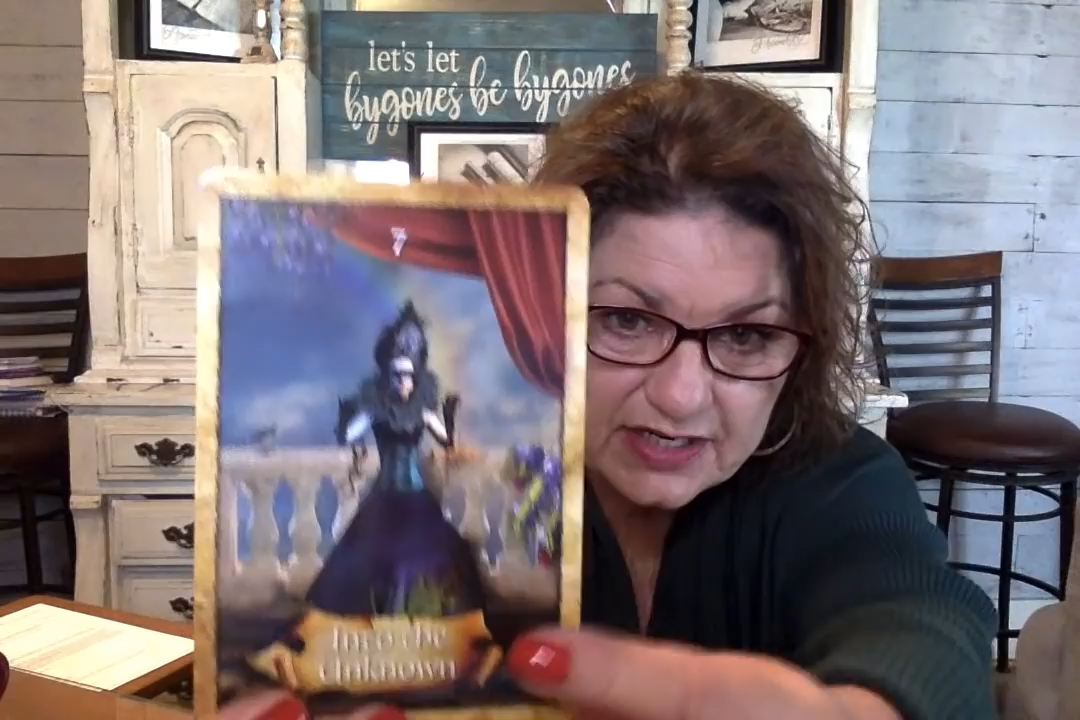 let's let
bygones be bygones
7
Into the
Unknown